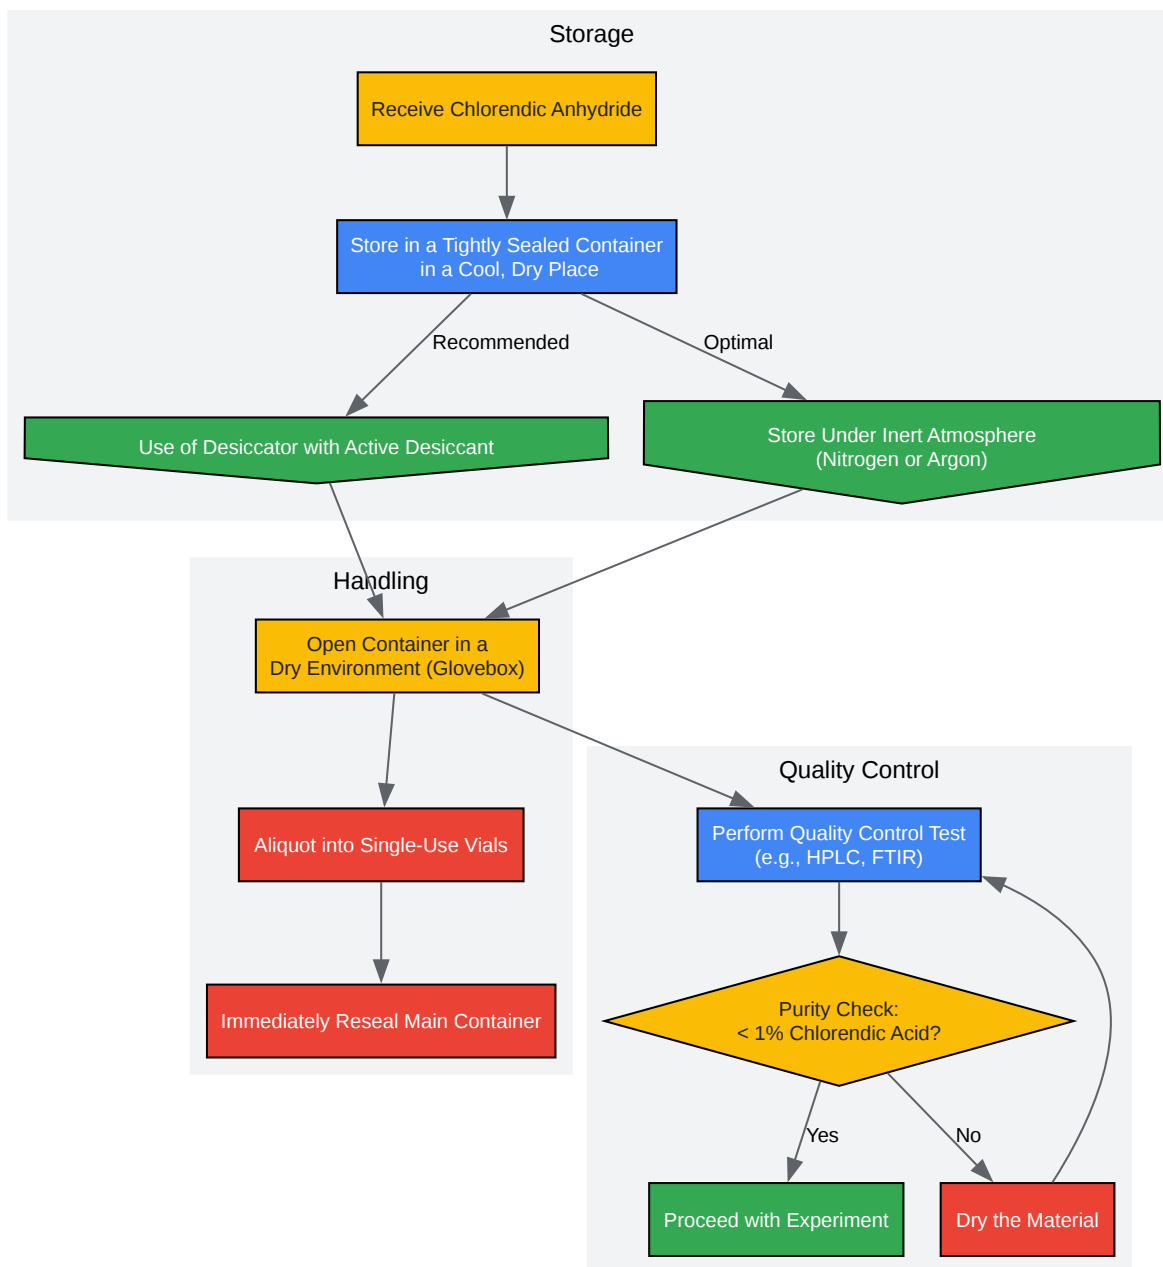 Storage
Receive Chlorendic Anhydride
Store in a Tightly Sealed Container
in a Cool, Dry Place
Recommended
Optimal
Use of Desiccator with Active Desiccant
Store Under Inert Atmosphere
(Nitrogen or Argon)
Handling
Open Container in a
Dry Environment (Glovebox)
Aliquot into Single-Use Vials
Immediately Reseal Main Container
Quality Control
Perform Quality Control Test
(e.g., HPLC, FTIR)
Purity Check:
< 1% Chlorendic Acid?
Yes
No
Proceed with Experiment
Dry the Material